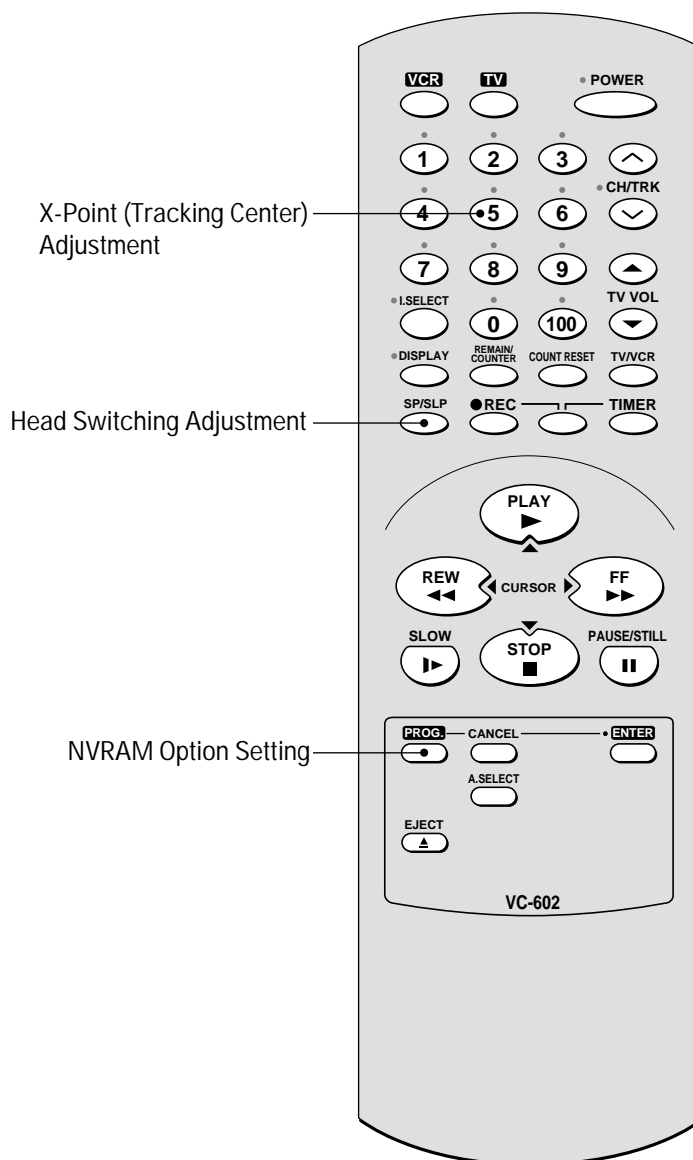 VCR TV POWER
1 2 3
CH/TRK
X-Point (Tracking Center)
Adjustment
4 5 6
7 8 9
I.SELECT 0 100 TV VOL
DISPLAY REMAIN/
COUNTER COUNT RESET TV/VCR
Head Switching Adjustment
SP/SLP REC TIMER
PLAY
REW CURSOR FF
SLOW STOP PAUSE/STILL
NVRAM Option Setting
PROG. CANCEL ENTER
A.SELECT
EJECT
VC-602